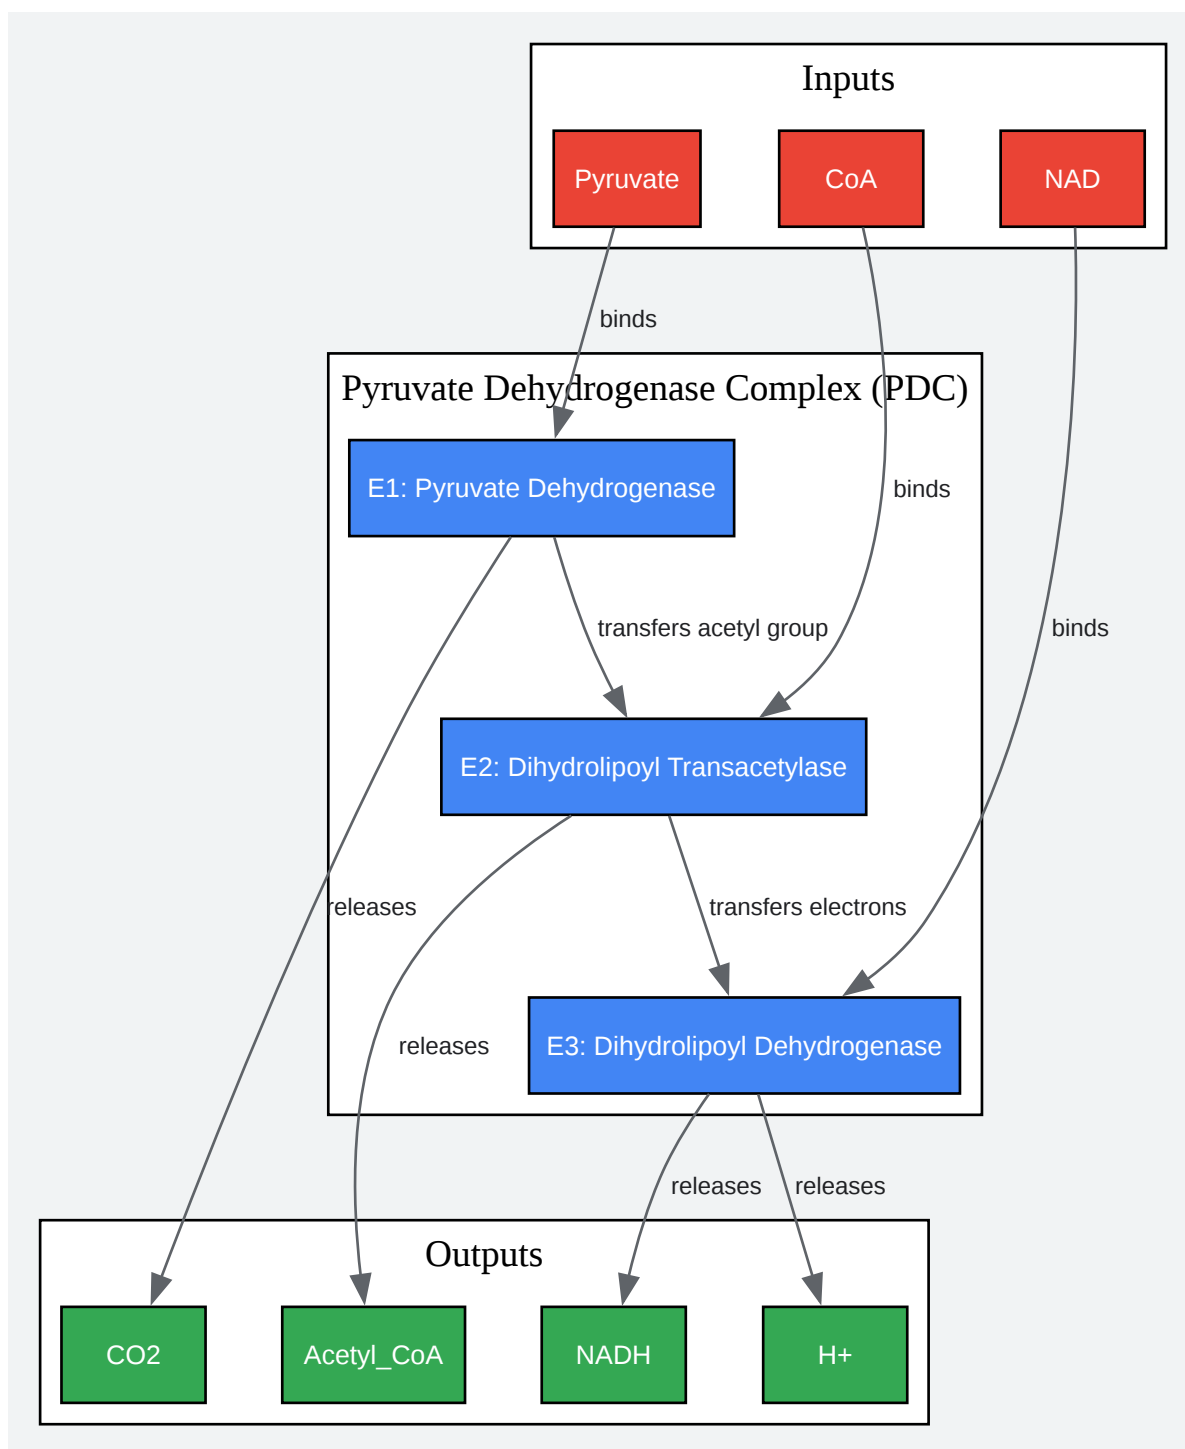 Inputs
Pyruvate
CoA
NAD
binds
Pyruvate Dehydrogenase Complex (PDC)
E1: Pyruvate Dehydrogenase
binds
transfers acetyl group
binds
E2: Dihydrolipoyl Transacetylase
releases
transfers electrons
releases
E3: Dihydrolipoyl Dehydrogenase
releases
releases
Outputs
CO2
Acetyl_CoA
NADH
H+